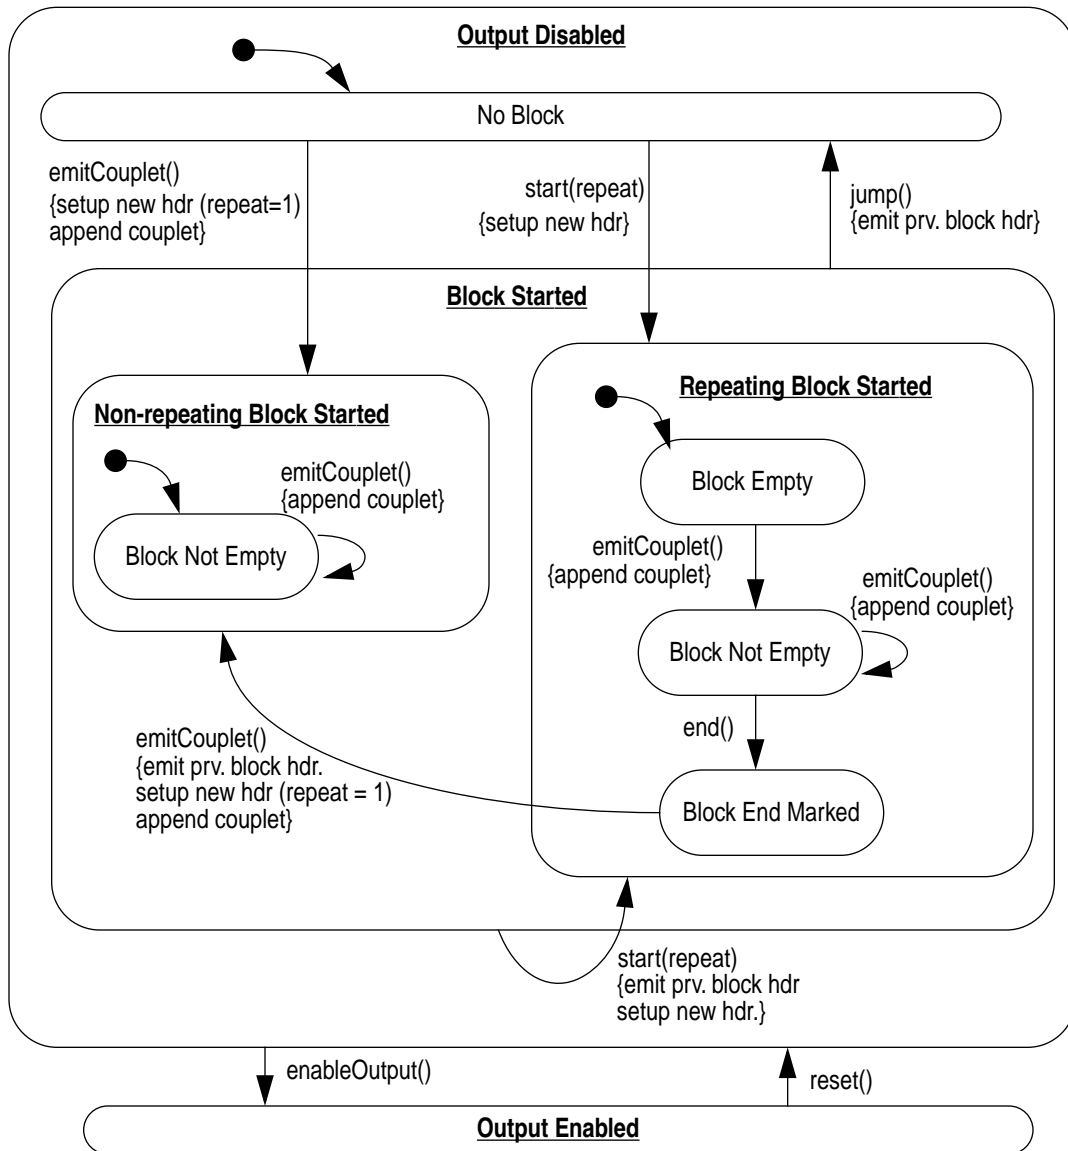 Output Disabled
No Block
emitCouplet()
{setup new hdr (repeat=1)
append couplet}
start(repeat)
{setup new hdr}
jump()
{emit prv. block hdr}
Block Started
Non-repeating Block Started
emitCouplet()
{append couplet}
Block Not Empty
Repeating Block Started
Block Empty
emitCouplet()
{append couplet}
emitCouplet()
{append couplet}
Block Not Empty
end()
Block End Marked
emitCouplet()
{emit prv. block hdr.
setup new hdr (repeat = 1)
append couplet}
start(repeat)
{emit prv. block hdr
setup new hdr.}
enableOutput()
reset()
Output Enabled